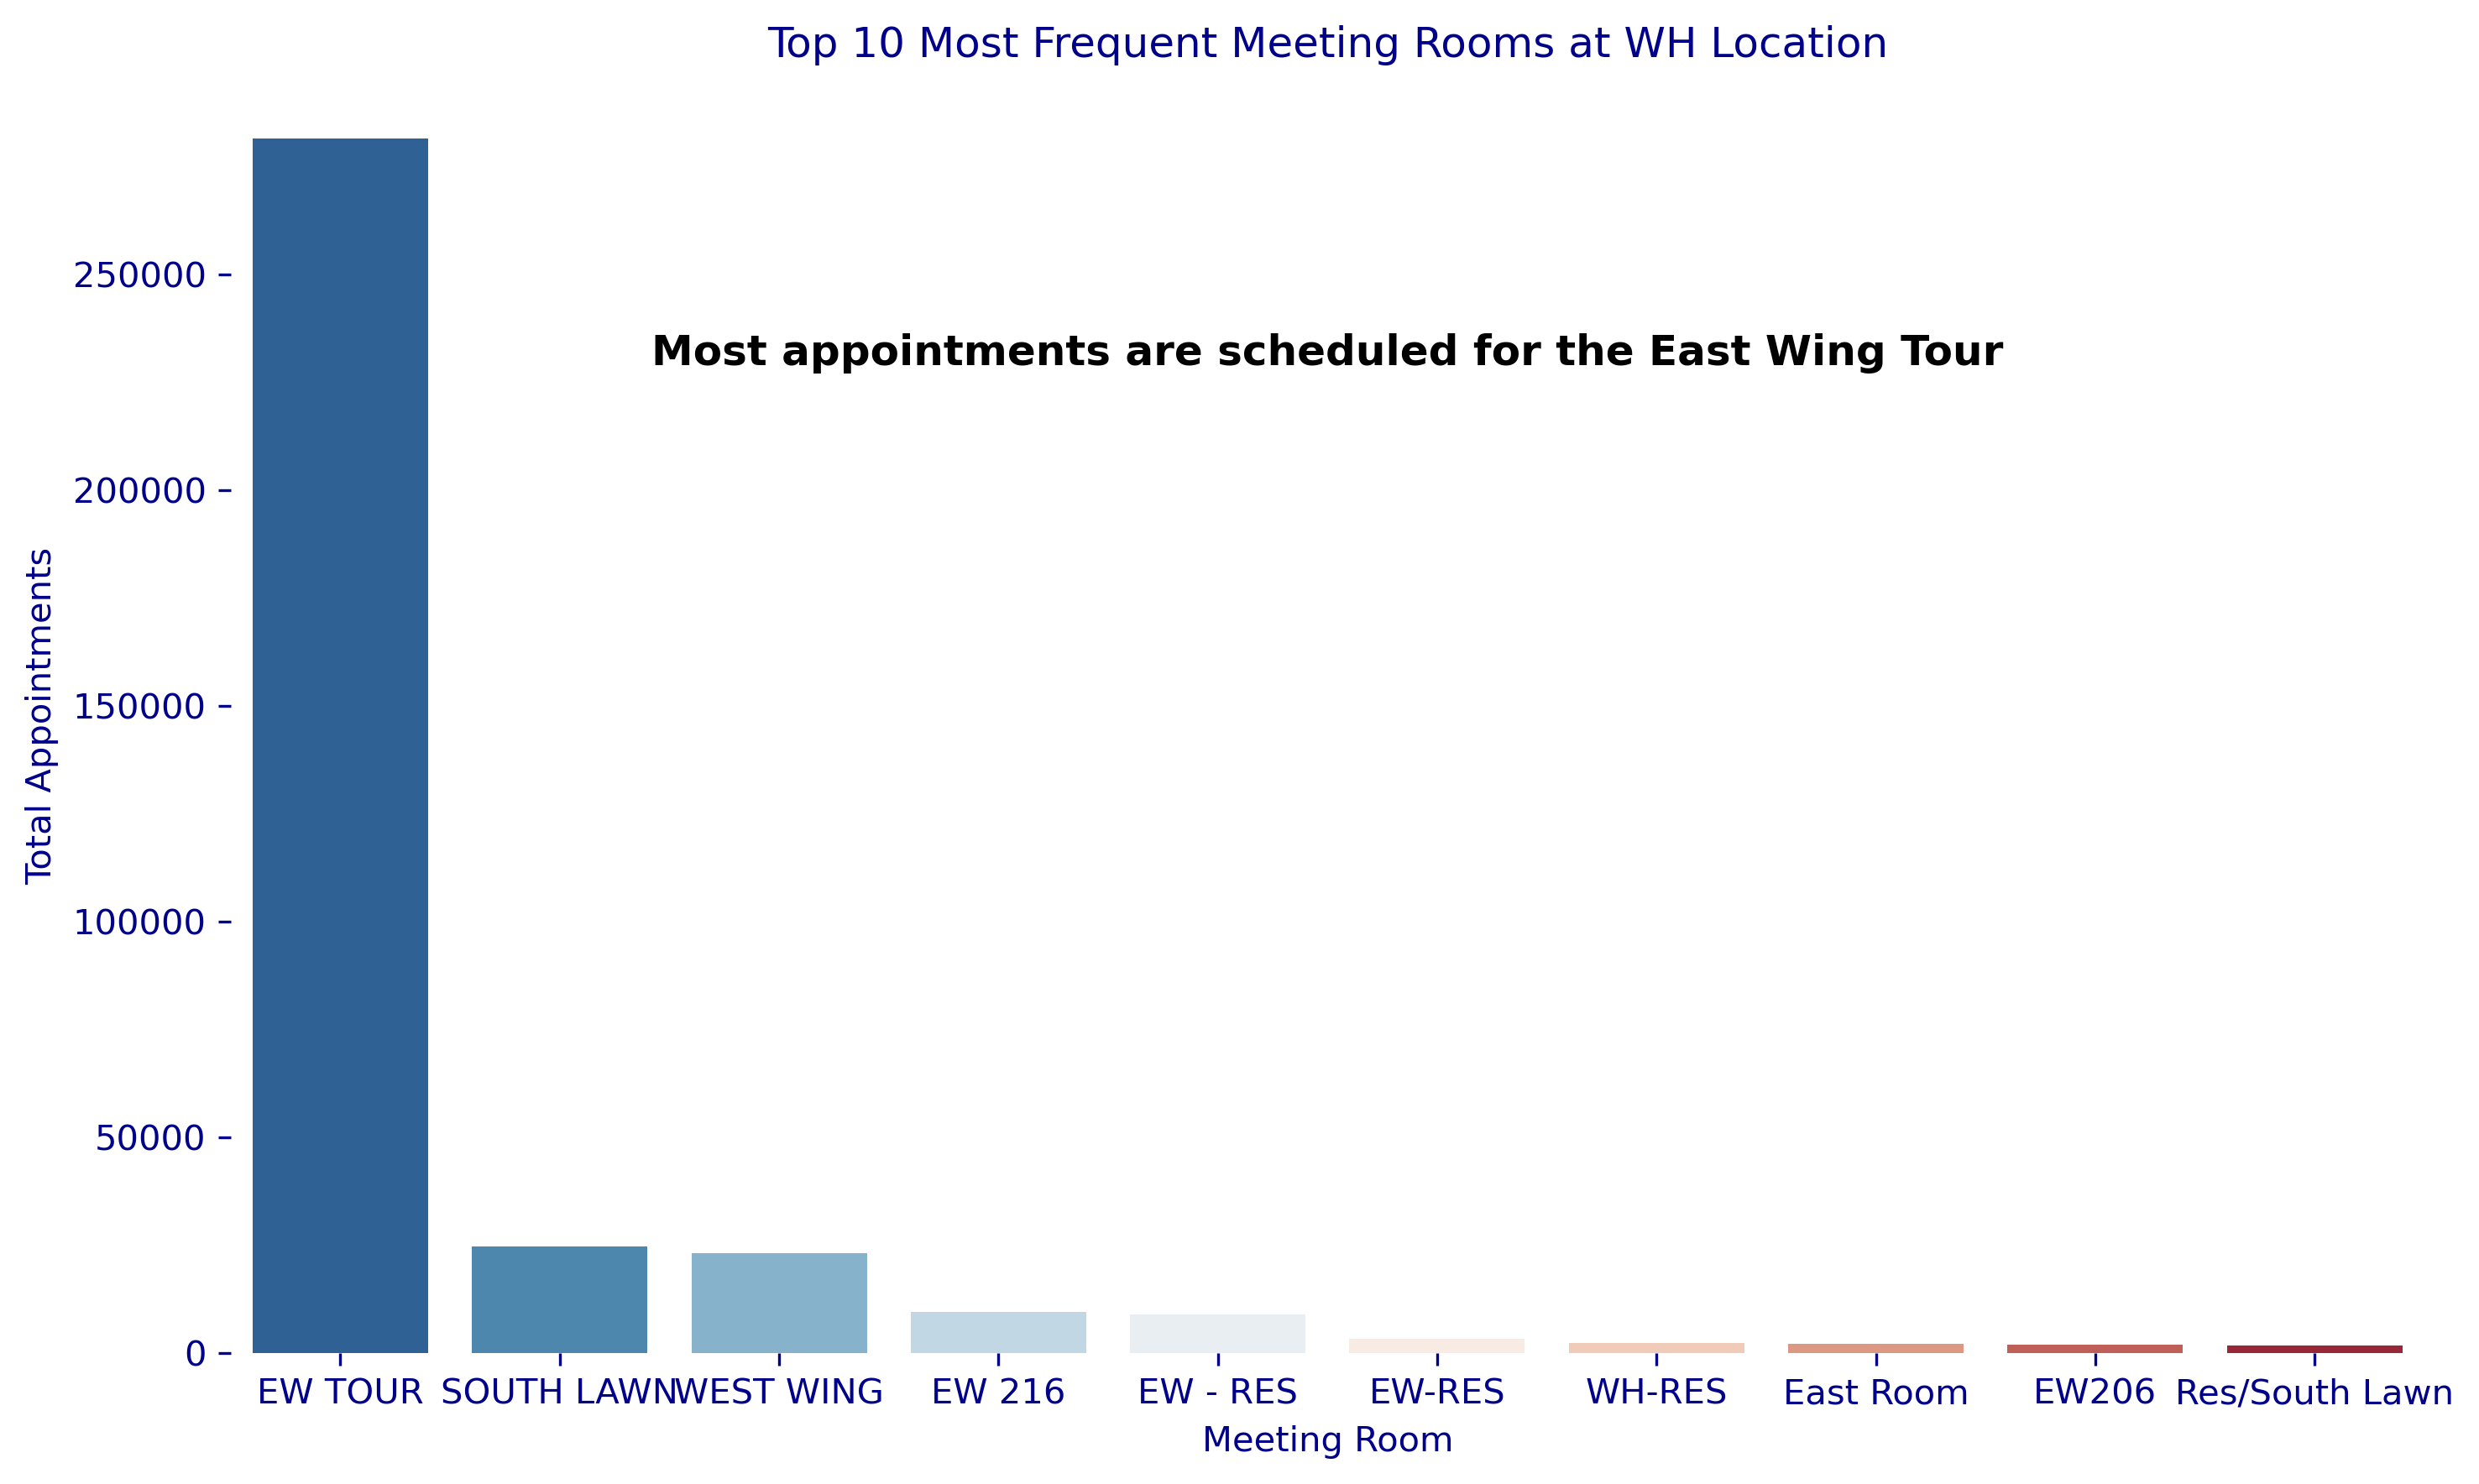 Top 10 Most Frequent Meeting Rooms at WH Location
250000
Most appointments are scheduled for the East Wing Tour
200000
150000
100000
50000
0
Total Appointments
EW TOUR SOUTH LAWN WEST WING EW 216 EW - RES EW-RES WH-RES East Room EW206 Res/South Lawn
Meeting Room